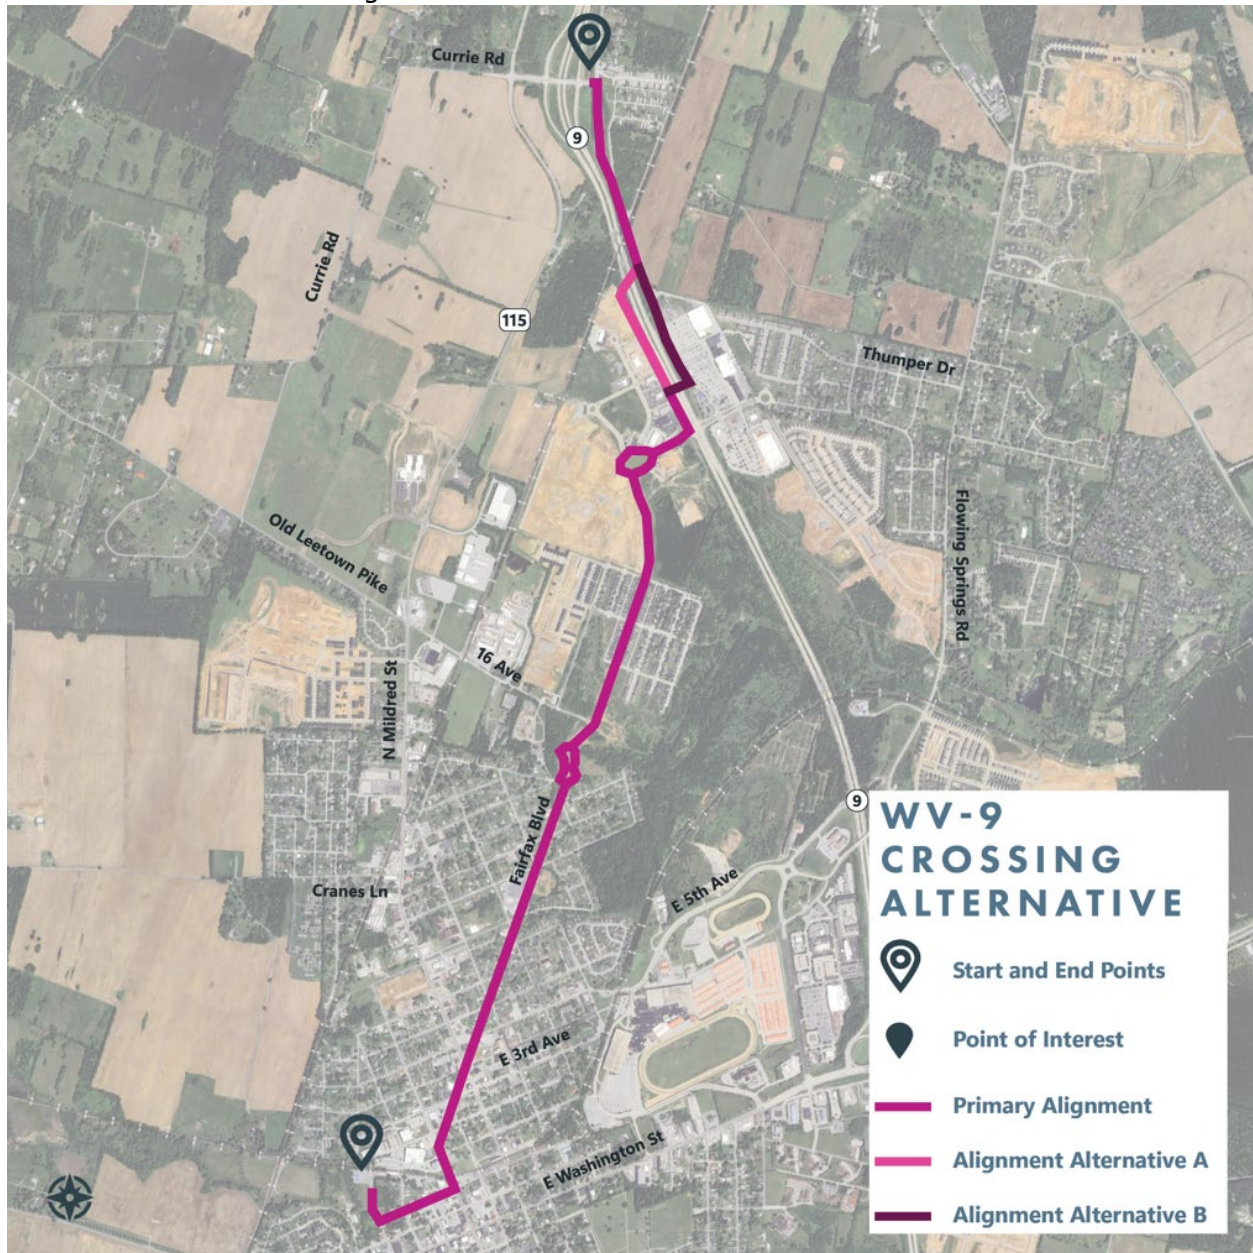 Currie Rd
9
Currie Rd
115
Thumper Dr
Old Leetown Pike
Flowing Springs Rd
16 Ave
N Mildred St
9
Fairfax Blvd
E 5th Ave
Cranes Ln
E 3rd Ave
E Washington St
WV-9
CROSSING
ALTERNATIVE
Start and End Points
Point of Interest
Primary Alignment
Alignment Alternative A
Alignment Alternative B